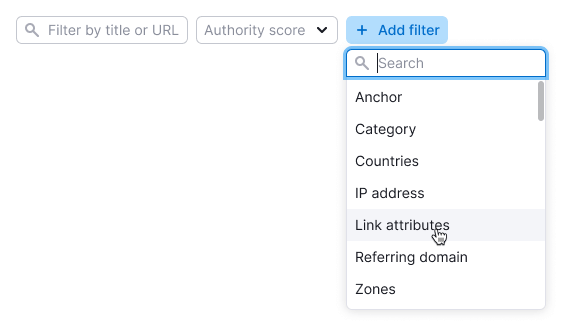 Filter by title or URL
Authority score
+ Add filter
Search
Anchor
Category
Countries
IP address
Link attributes
Referring domain
Zones